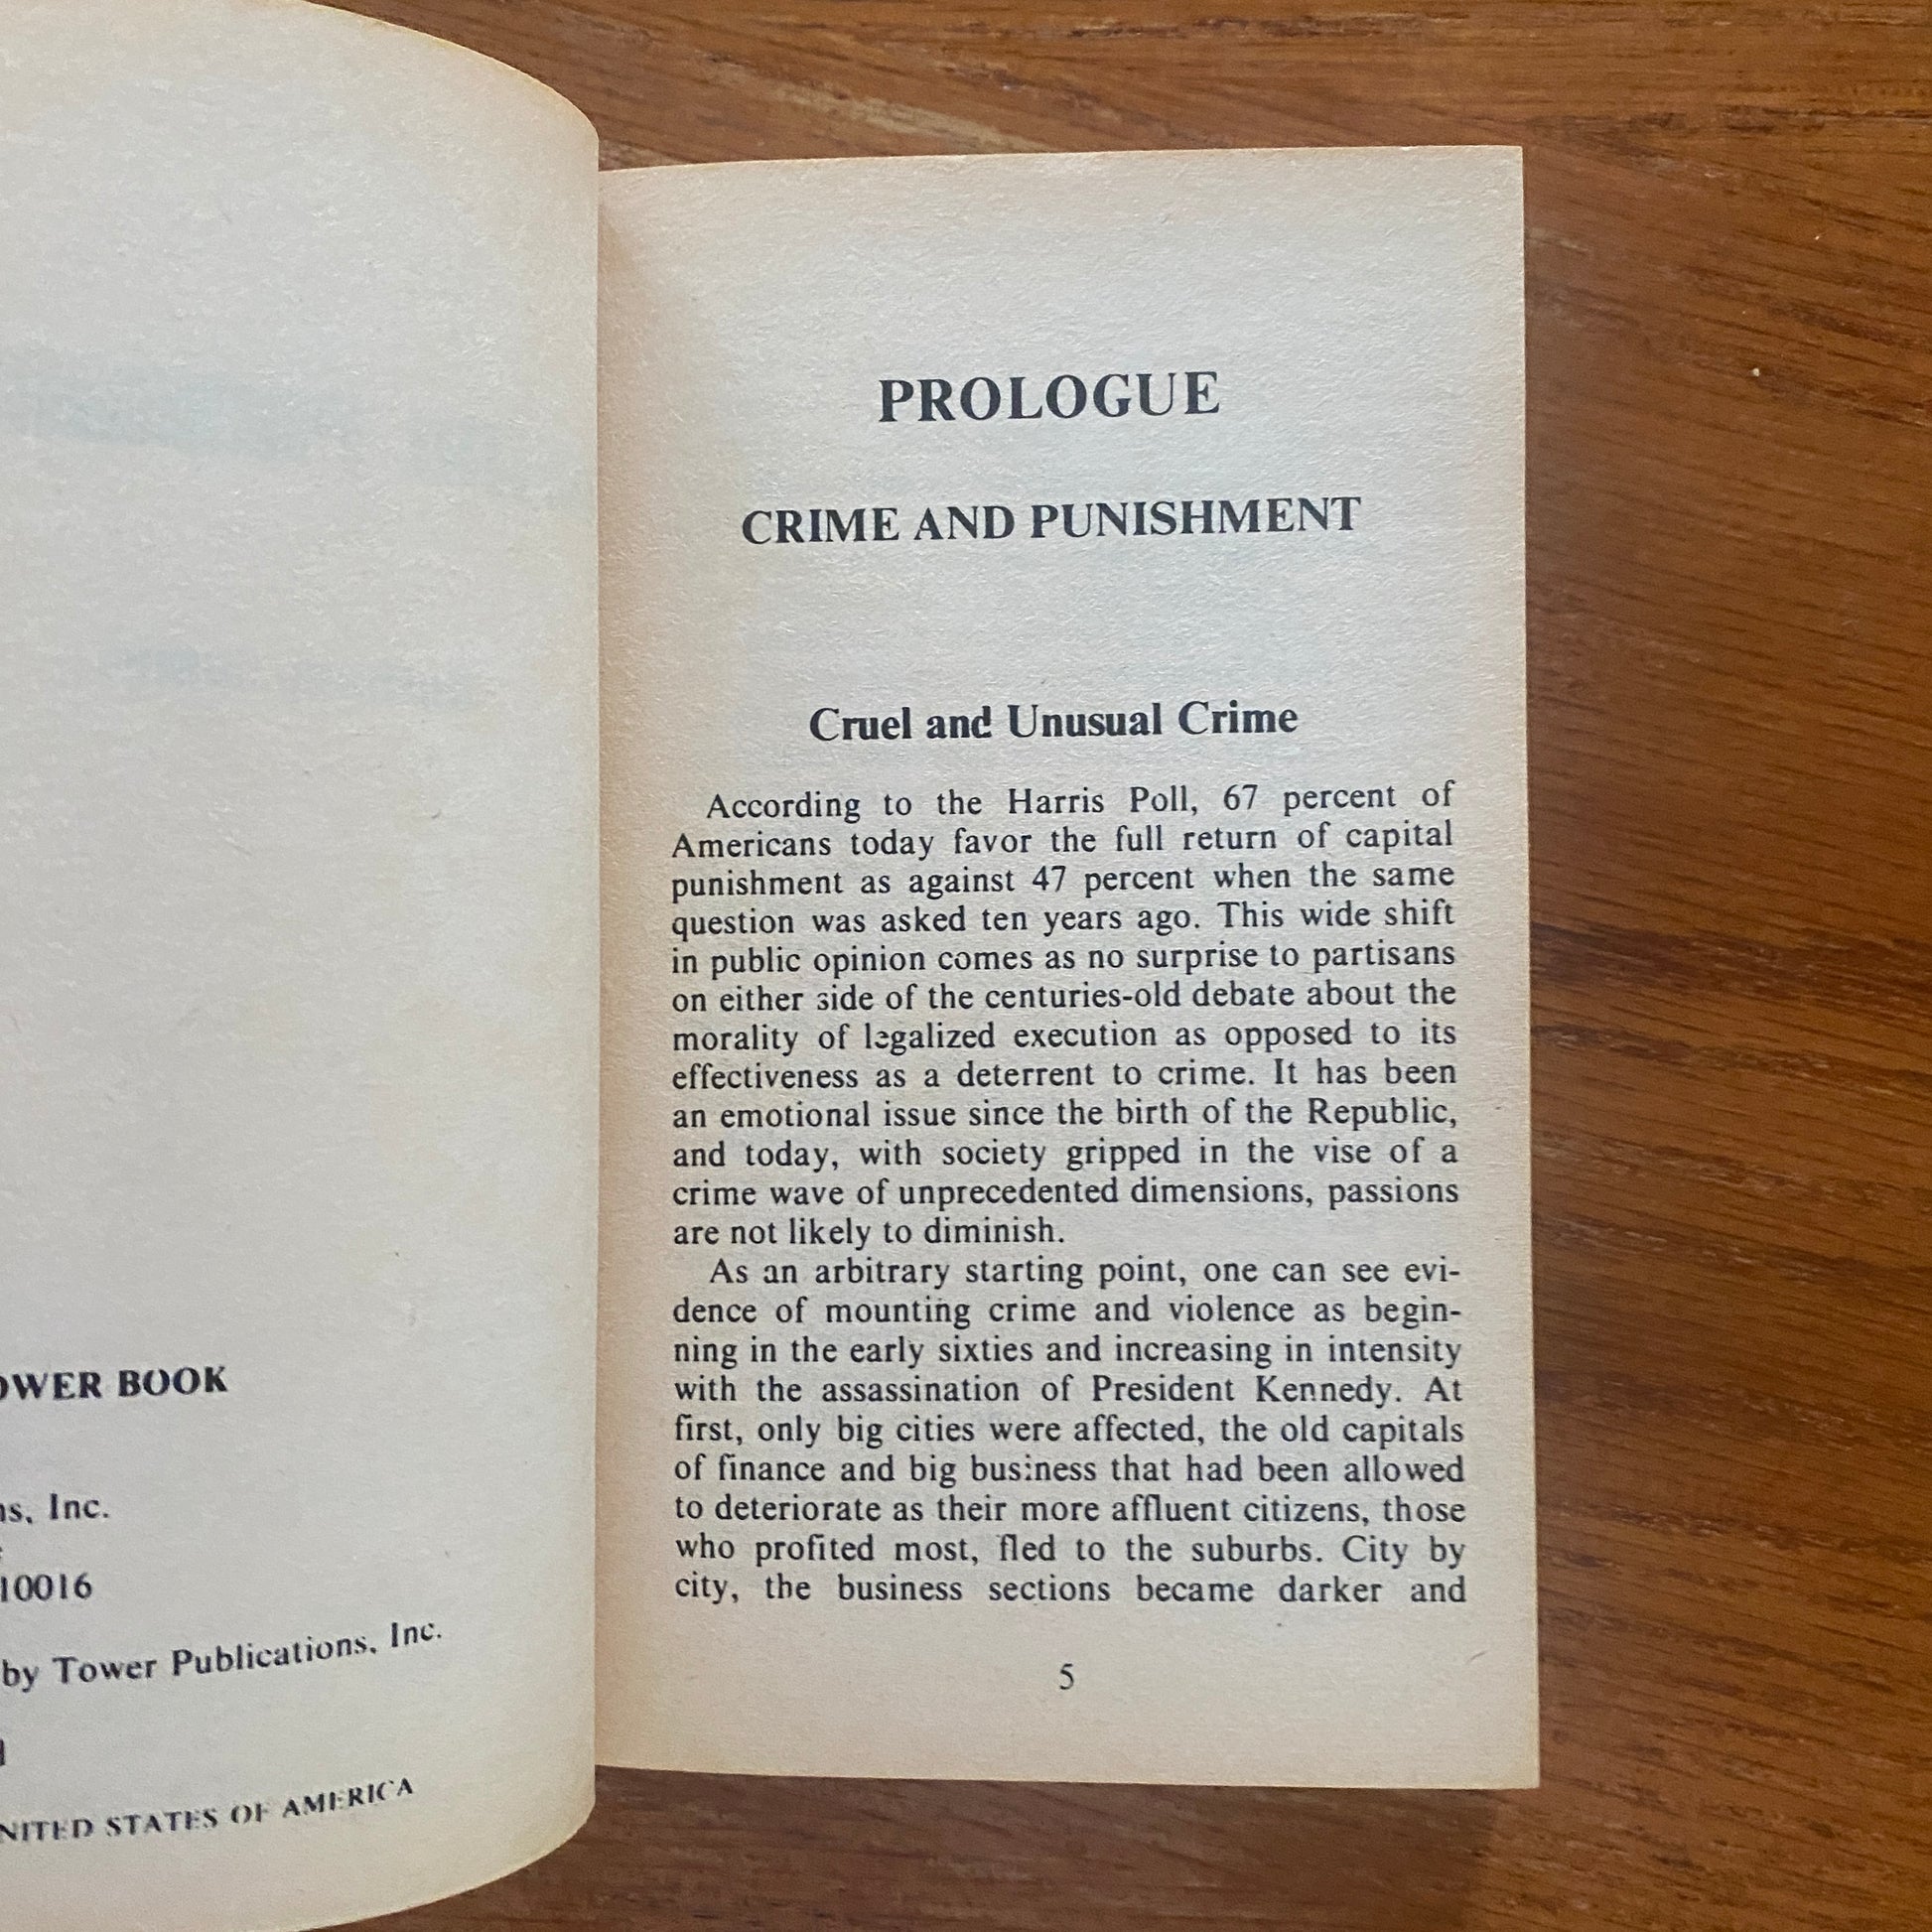 BOOK
Inc.
10016
by Tower Publications, Inc.
STATES OF AMERICA
PROLOGUE
CRIME AND PUNISHMENT
Cruel and Unusual Crime
According to the Harris Poll, 67 percent of
Americans today favor the full return of capital
punishment as against 47 percent when the same
question was asked ten years ago. This wide shift
in public opinion comes as no surprise to partisans
on either side of the centuries-old debate about the
morality of legalized execution as opposed to its
effectiveness as a deterrent to crime. It has been
an emotional issue since the birth of the Republic,
and today, with society gripped in the vise of a
crime wave of unprecedented dimensions, passions
are not likely to diminish.
As an arbitrary starting point, one can see evi-
dence of mounting crime and violence as begin-
ning in the early sixties and increasing in intensity
with the assassination of President Kennedy. At
first, only big cities were affected, the old capitals
of finance and big business that had been allowed
to deteriorate as their more affluent citizens, those
who profited most, fled to the suburbs. City by
city, the business sections became darker and
5